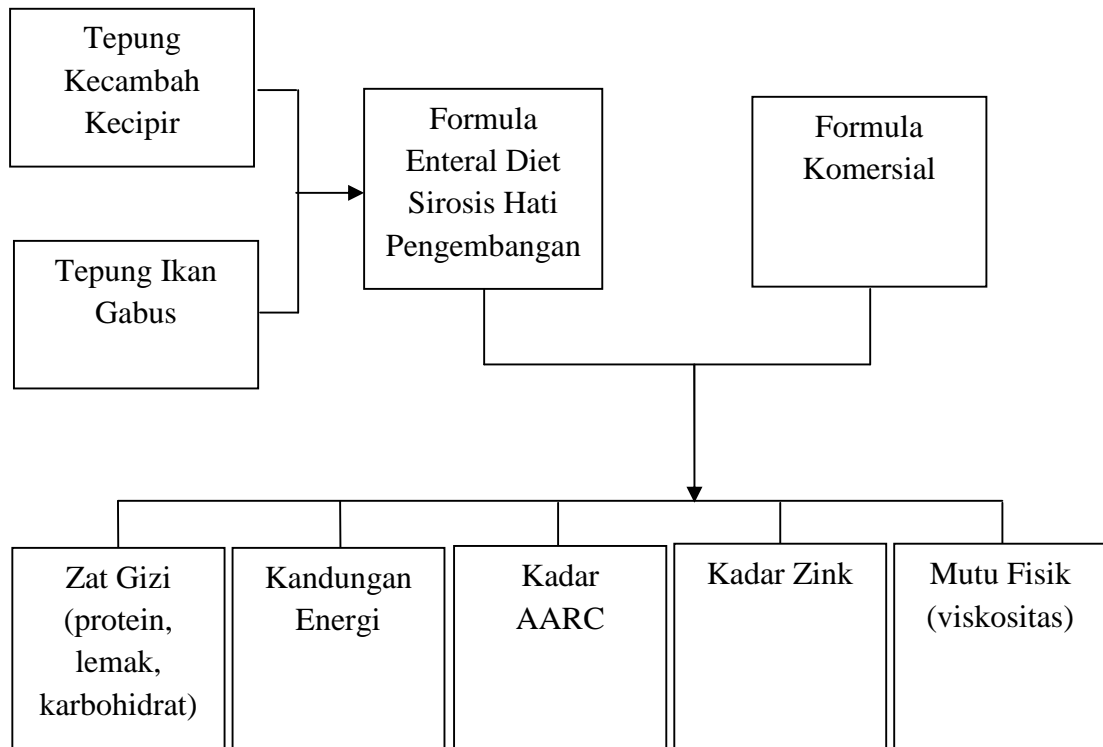 Tepung
Kecambah
Kecipir
Formula
Enteral Diet
Sirosis Hati
Pengembangan
Formula
Komersial
Tepung Ikan
Gabus
Zat Gizi
(protein,
lemak,
karbohidrat)
Kandungan
Energi
Kadar
AARC
Kadar Zink
Mutu Fisik
(viskositas)